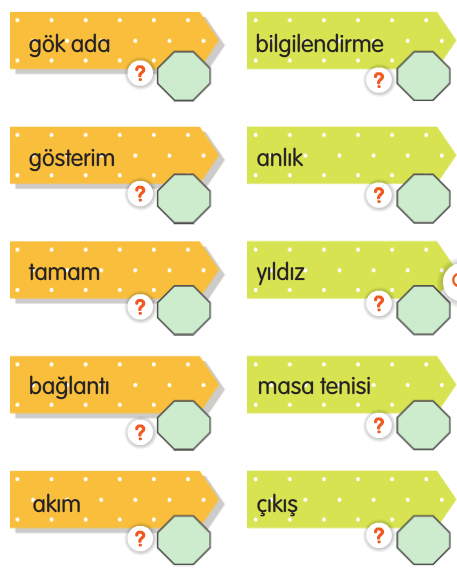 gök ada
?
bilgilendirme
?
gösterim
?
anlık
?
tamam
?
yıldız
?
bağlantı
?
masa tenisi
?
akım
?
çıkış
?